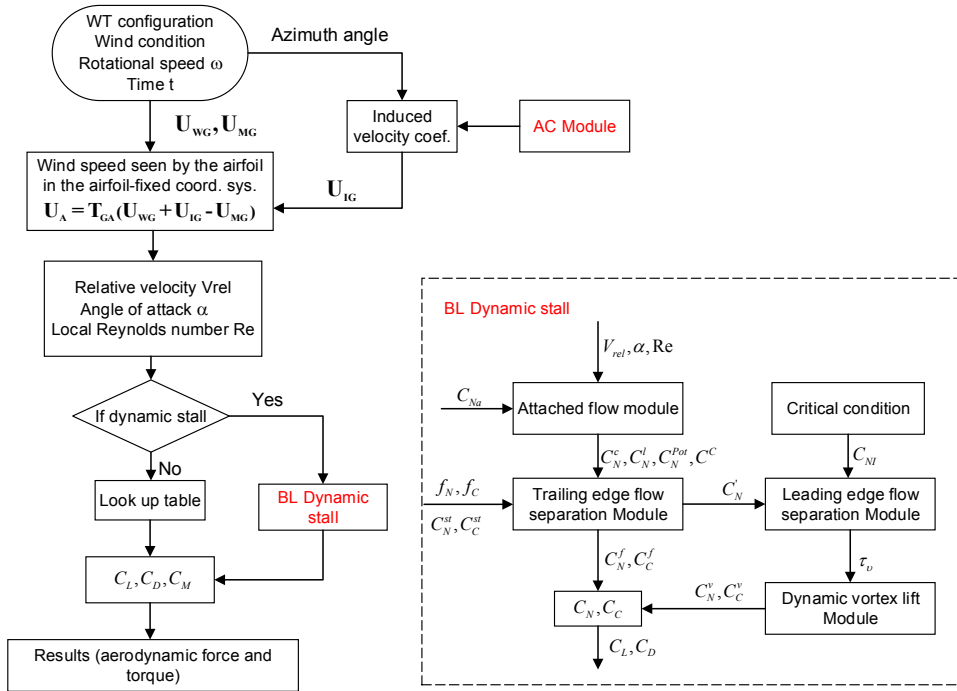 WT configuration
Wind condition
Rotational speed ω
Time t
Azimuth angle
U_WG, U_MG
Induced
velocity coef.
AC Module
Wind speed seen by the airfoil
in the airfoil-fixed coord. sys.
U_A = T_GA(U_WG + U_IG - U_MG)
U_IG
Relative velocity Vrel
Angle of attack α
Local Reynolds number Re
If dynamic stall
Yes
No
Look up table
BL Dynamic
stall
C_L, C_D, C_M
Results (aerodynamic force and
torque)
BL Dynamic stall
V_rel, α, Re
C_Na
Attached flow module
Critical condition
C_N^c, C_N^l, C_N^Pot, C^C
C_NI
f_N, f_C
C_N^st, C_C^st
Trailing edge flow
separation Module
C_N^'
Leading edge flow
separation Module
C_N^f, C_C^f
τ_υ
C_N, C_C
C_N^v, C_C^v
Dynamic vortex lift
Module
C_L, C_D